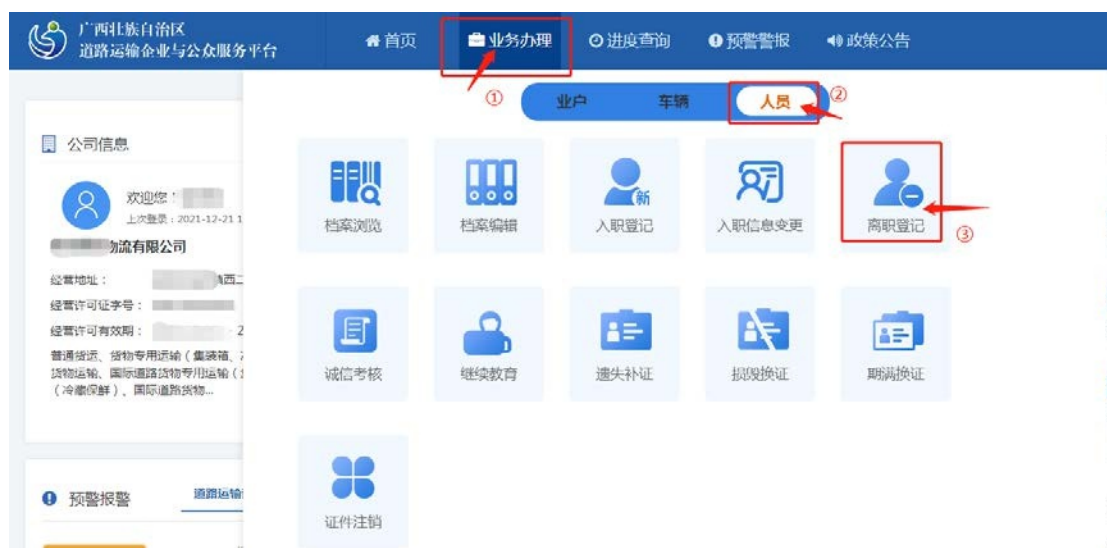 广西壮族自治区
道路运输企业与公众服务平台
首页
业务办理
进度查询
预警警报
政策公告
①
业户
车辆
人员
②
公司信息
欢迎您：
上次登录：2021-12-21 1
物流有限公司
经营地址：
西二
经营许可证字号：
经营许可有效期：
- 2
普通货运、货物专用运输（集装箱、
货物运输、国际道路货物专用运输（
（冷藏保鲜）、国际道路货物...
档案浏览
档案编辑
新
入职登记
入职信息变更
离职登记
③
诚信考核
继续教育
遗失补证
损毁换证
期满换证
证件注销
预警报警
道路运输